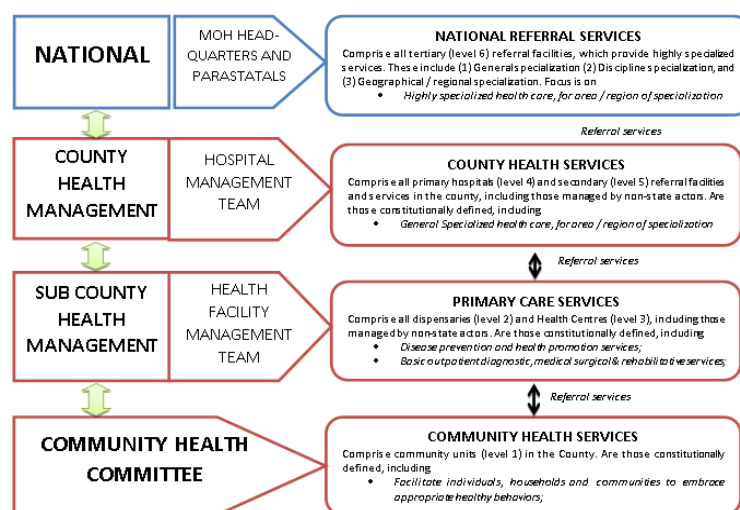 NATIONAL
MOH HEAD-
QUARTERS AND
PARASTATALS
NATIONAL REFERRAL SERVICES
Comprise all tertiary (level 6) referral facilities, which provide highly specialized
services. These include (1) General specialization (2) Discipline specialization, and
(3) Geographical / regional specialization. Focus is on
• Highly specialized health care, for area / region of specialization
Referral services
COUNTY
HEALTH
MANAGEMENT
HOSPITAL
MANAGEMENT
TEAM
COUNTY HEALTH SERVICES
Comprise all primary hospitals (level 4) and secondary (level 5) referral facilities
and services in the county, including those managed by non-state actors. Are
those constitutionally defined, including
• General Specialized health care, for area / region of specialization
Referral services
SUB COUNTY
HEALTH
MANAGEMENT
HEALTH
FACILITY
MANAGEMENT
TEAM
PRIMARY CARE SERVICES
Comprise all dispensaries (level 2) and Health Centres (level 3), including those
managed by non-state actors. Are those constitutionally defined, including
• Disease prevention and health promotion services;
• Basic outpatient diagnostic, medical surgical & rehabilitative services;
Referral services
COMMUNITY HEALTH
COMMITTEE
COMMUNITY HEALTH SERVICES
Comprise community units (level 1) in the County. Are those constitutionally
defined, including
• Facilitate individuals, households and communities to embrace
appropriate healthy behaviors;